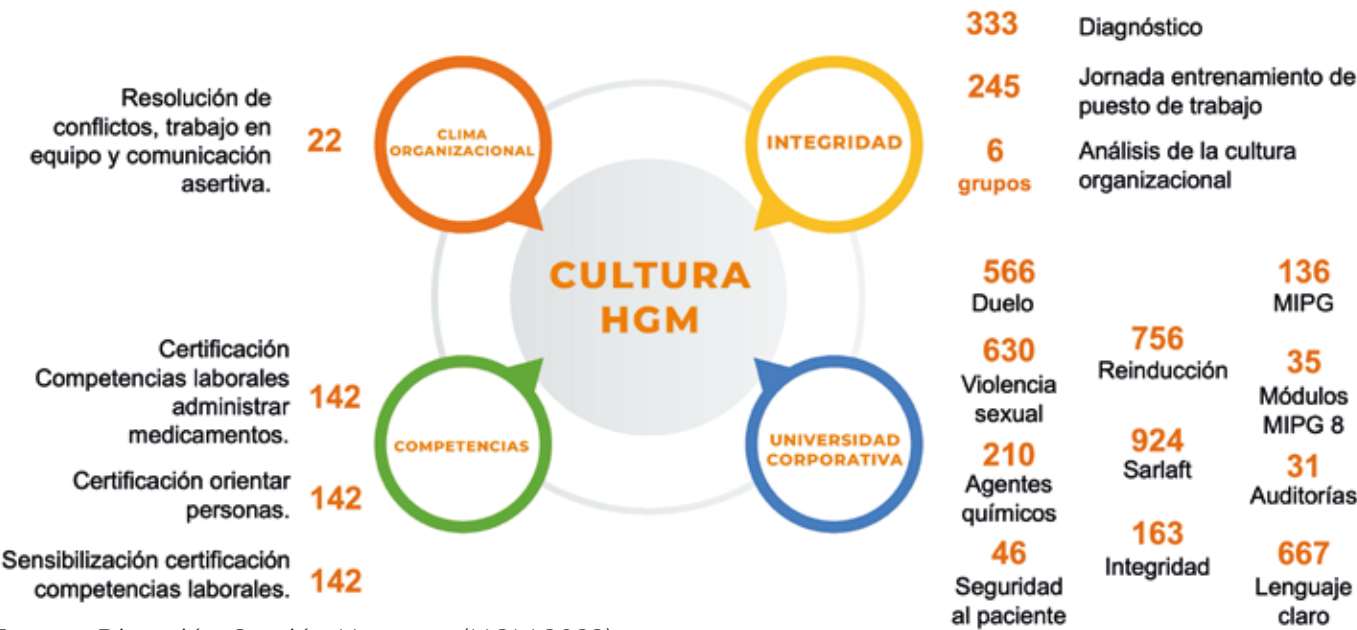 Resolución de
conflictos, trabajo en
equipo y comunicación
asertiva.
22
CLIMA
ORGANIZACIONAL
INTEGRIDAD
333 Diagnóstico
245 Jornada entrenamiento de
puesto de trabajo
6
grupos
Análisis de la cultura
organizacional
CULTURA
HGM
Certificación
Competencias laborales
administrar
medicamentos.
142
Certificación orientar
personas.
142
Sensibilización certificación
competencias laborales.
142
COMPETENCIAS
UNIVERSIDAD
CORPORATIVA
566
Duelo
630
Violencia
sexual
210
Agentes
químicos
46
Seguridad
al paciente
756
Reinducción
924
Sarlaft
163
Integridad
136
MIPG
35
Módulos
MIPG 8
31
Auditorías
667
Lenguaje
claro